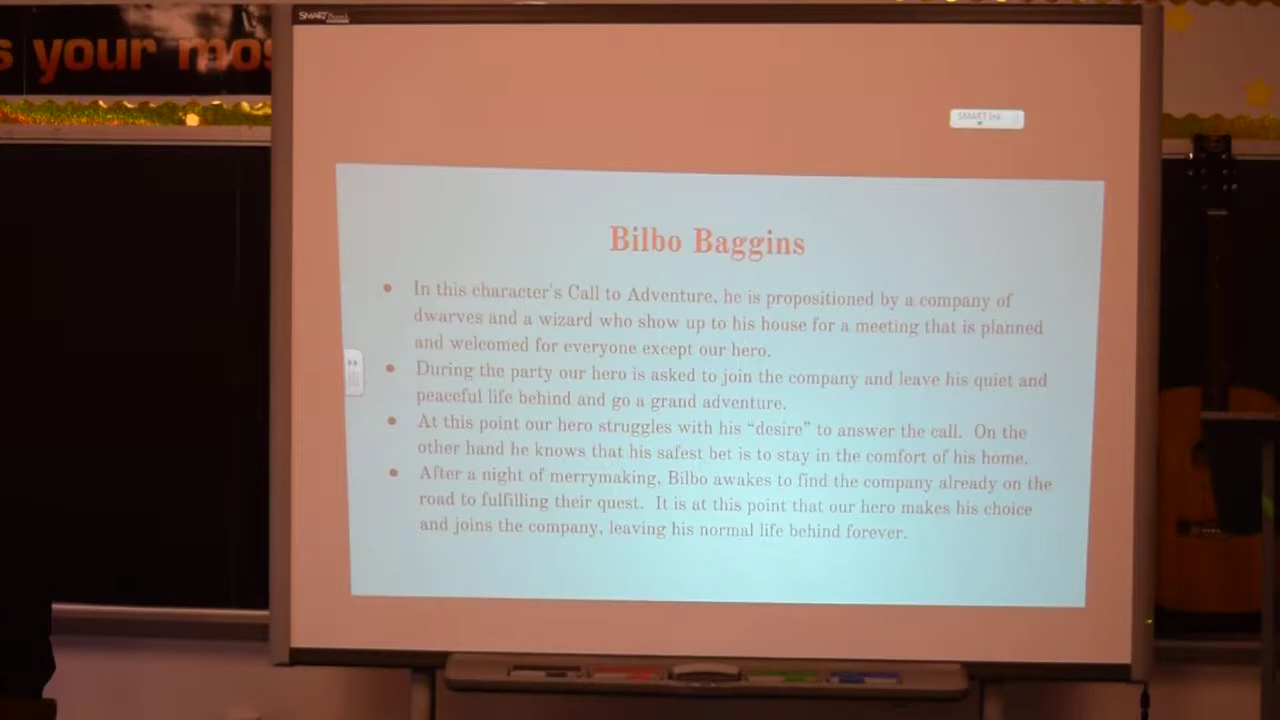 SMART
s your mos
Bilbo Baggins
In this character's Call to Adventure, he is propositioned by a company of
dwarves and a wizard who show up to his house for a meeting that is planned
and welcomed for everyone except our hero.
During the party our hero is asked to join the company and leave his quiet and
peaceful life behind and go a grand adventure.
At this point our hero struggles with his “desire” to answer the call. On the
other hand he knows that his safest bet is to stay in the comfort of his home.
After a night of merrymaking, Bilbo awakes to find the company already on the
road to fulfilling their quest. It is at this point that our hero makes his choice
and joins the company, leaving his normal life behind forever.